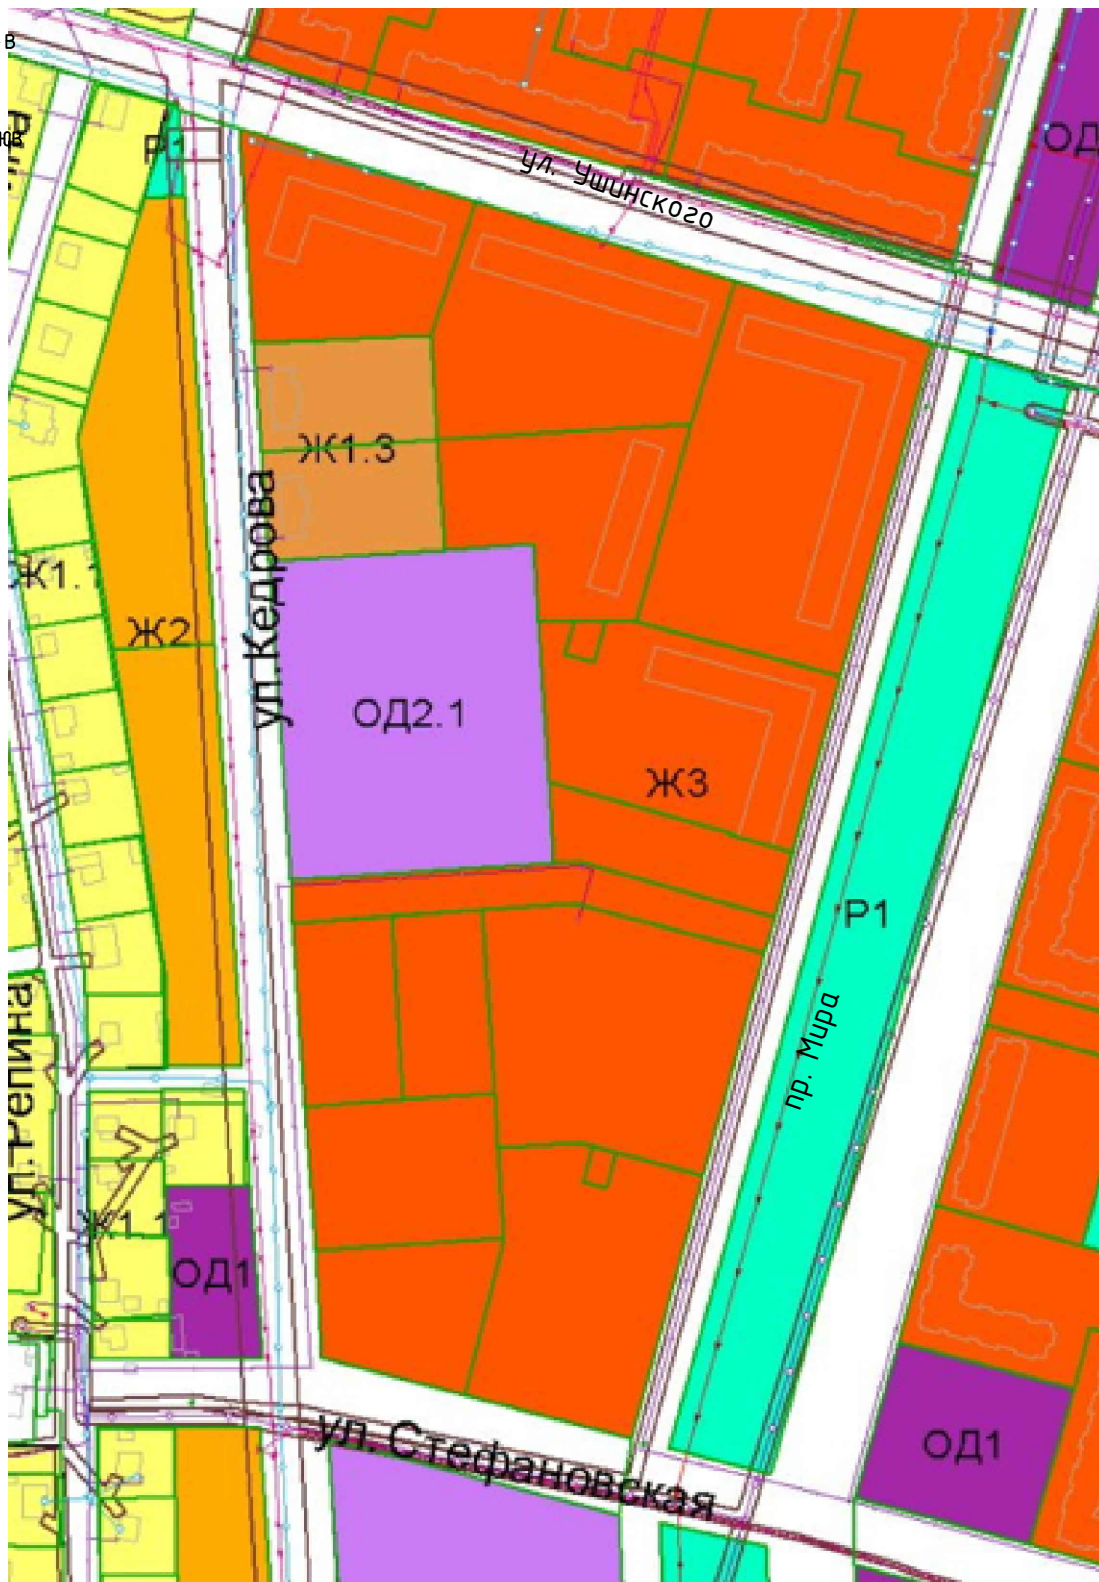 в
Р1
ул. Ушинского
ОД
Ж1.3
Ж1.1
Ж2
ул.Кедрова
ОД2.1
Ж3
Р1
пр. Мира
ул.Репина
Ж1.1
ОД1
ул. Стефановская
ОД1